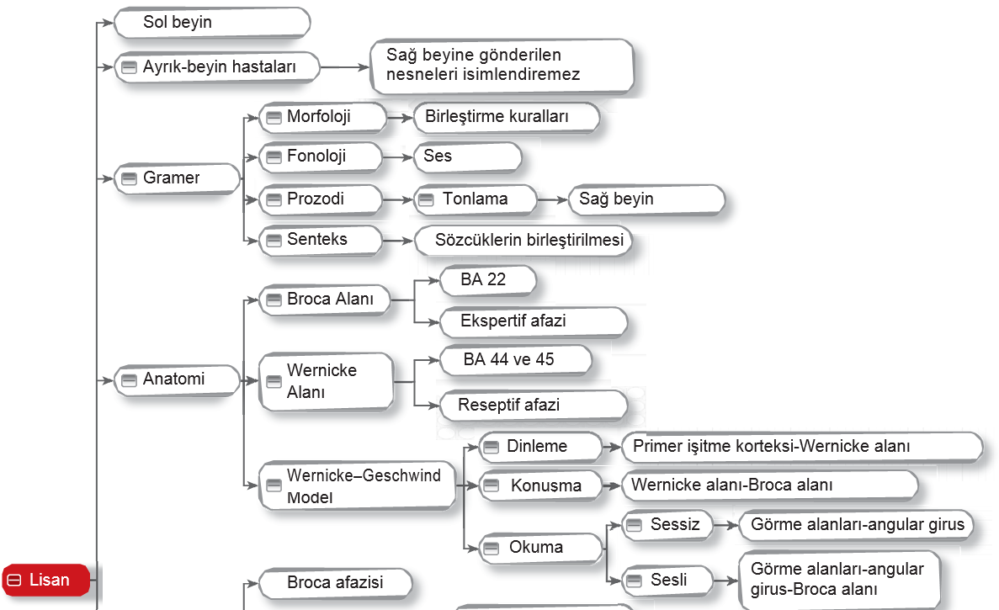 Sol beyin
Ayrık-beyin hastaları
Sağ beyine gönderilen
nesneleri isimlendiremez
Gramer
Morfoloji
Birleştirme kuralları
Fonoloji
Ses
Prozodi
Tonlama
Sağ beyin
Senteks
Sözcüklerin birleştirilmesi
Anatomi
Broca Alanı
BA 22
Ekspertif afazi
Wernicke
Alanı
BA 44 ve 45
Reseptif afazi
Wernicke–Geschwind
Model
Dinleme
Primer işitme korteksi-Wernicke alanı
Konuşma
Wernicke alanı-Broca alanı
Okuma
Sessiz
Görme alanları-angular girus
Sesli
Görme alanları-angular
girus-Broca alanı
Lisan
Broca afazisi